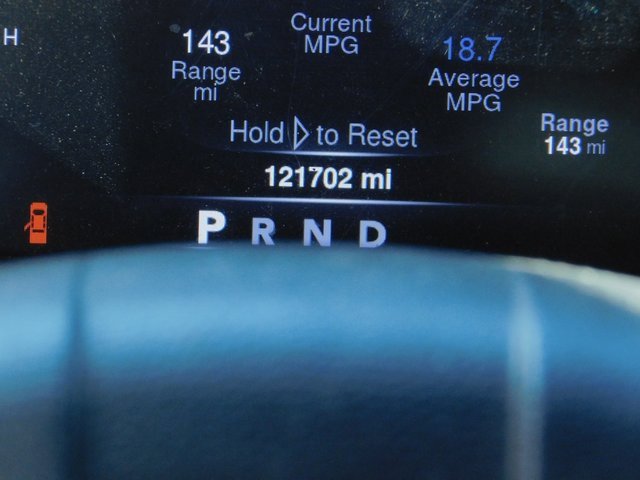 H
143
Range
mi
Current
MPG
18.7
Average
MPG
Hold to Reset
Range
143 mi
121702 mi
P R N D